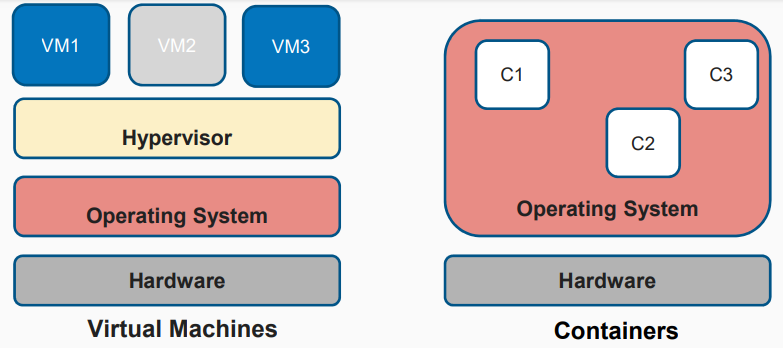 VM1
VM2
VM3
Hypervisor
Operating System
Hardware
Virtual Machines
C1
C3
C2
Operating System
Hardware
Containers